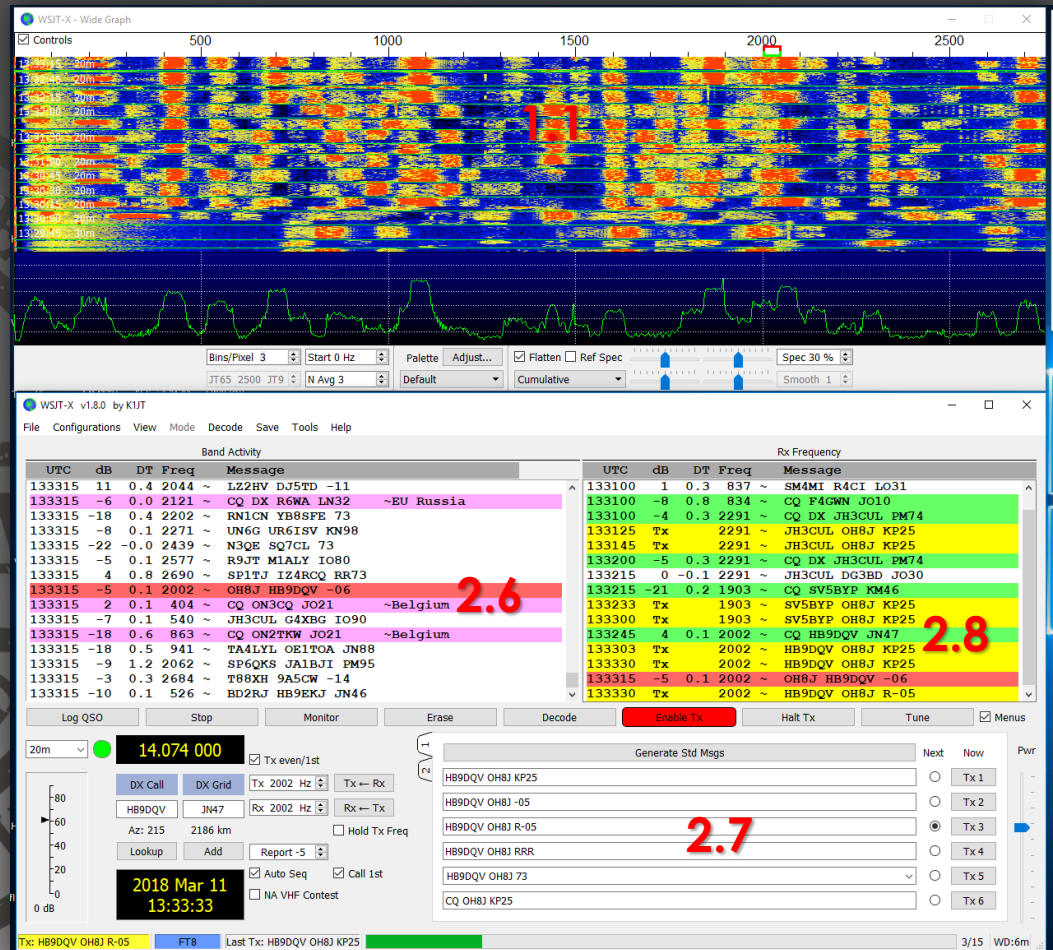 WSJT-X - Wide Graph
Controls 500 1000 1500 2000 2500
1.1
13:30:45 20m
13:30:15 20m
13:29:45 30m
Bins/Pixel 3 Start 0 Hz Palette Adjust... Flatten Ref Spec Spec 30 %
JT65 2500 JT9 N Avg 3 Default Cumulative Smooth 1
WSJT-X v1.8.0 by K1JT
File Configurations View Mode Decode Save Tools Help
Band Activity
UTC dB DT Freq Message
133315 11 0.4 2044 ~ LZ2HV DJ5TD -11
133315 -6 0.0 2121 ~ CQ DX R6WA LN32 ~EU Russia
133315 -18 0.4 2202 ~ RN1CN YB8SFE 73
133315 -8 0.1 2271 ~ UN6G UR6ISV KN98
133315 -22 -0.0 2439 ~ N3QE SQ7CL 73
133315 -5 0.1 2577 ~ R9JT M1ALY IO80
133315 4 0.8 2690 ~ SP1TJ IZ4RCQ RR73
133315 -5 0.1 2002 ~ OH8J HB9DQV -06
133315 2 0.1 404 ~ CQ ON3CQ JO21 ~Belgium
133315 -7 0.1 540 ~ JH3CUL G4XBG IO90
133315 -18 0.6 863 ~ CQ ON2TKW JO21 ~Belgium
133315 -18 0.5 941 ~ TA4LYL OE1TOA JN88
133315 -9 1.2 2062 ~ SP6QKS JA1BJI PM95
133315 -3 0.3 2684 ~ T88XH 9A5CW -14
133315 -10 0.1 526 ~ BD2RJ HB9EKJ JN46
2.6
Rx Frequency
UTC dB DT Freq Message
133100 1 0.3 837 ~ SM4MI R4CI LO31
133100 -8 0.8 834 ~ CQ F4GWN JO10
133100 -4 0.3 2291 ~ CQ DX JH3CUL PM74
133125 Tx 2291 ~ JH3CUL OH8J KP25
133145 Tx 2291 ~ JH3CUL OH8J KP25
133200 -5 0.3 2291 ~ CQ DX JH3CUL PM74
133215 0 -0.1 2291 ~ JH3CUL DG3BD JO30
133215 -21 0.2 1903 ~ CQ SV5BYP KM46
133233 Tx 1903 ~ SV5BYP OH8J KP25
133300 Tx 1903 ~ SV5BYP OH8J KP25
133245 4 0.1 2002 ~ CQ HB9DQV JN47
133303 Tx 2002 ~ HB9DQV OH8J KP25
133330 Tx 2002 ~ HB9DQV OH8J KP25
133315 -5 0.1 2002 ~ OH8J HB9DQV -06
133330 Tx 2002 ~ HB9DQV OH8J R-05
2.8
Log QSO Stop Monitor Erase Decode Enable Tx Halt Tx Tune Menus
20m 14.074 000 Tx even/1st
DX Call DX Grid Tx 2002 Hz Tx ← Rx
HB9DQV JN47 Rx 2002 Hz Rx ← Tx
Az: 215 2186 km Hold Tx Freq
Lookup Add Report -5
2018 Mar 11
13:33:33
Auto Seq Call 1st
NA VHF Contest
-80
-60
-40
-20
-0
0 dB
1
2
Generate Std Msgs Next Now Pwr
HB9DQV OH8J KP25 Tx 1
HB9DQV OH8J -05 Tx 2
HB9DQV OH8J R-05 Tx 3
2.7
HB9DQV OH8J RRR Tx 4
HB9DQV OH8J 73 Tx 5
CQ OH8J KP25 Tx 6
Tx: HB9DQV OH8J R-05 FT8 Last Tx: HB9DQV OH8J KP25 3/15 WD:6m